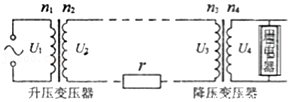 n₁ n₂ n₃ n₄
U₁ U₂ U₃ U₄
用电器
r
升压变压器 降压变压器